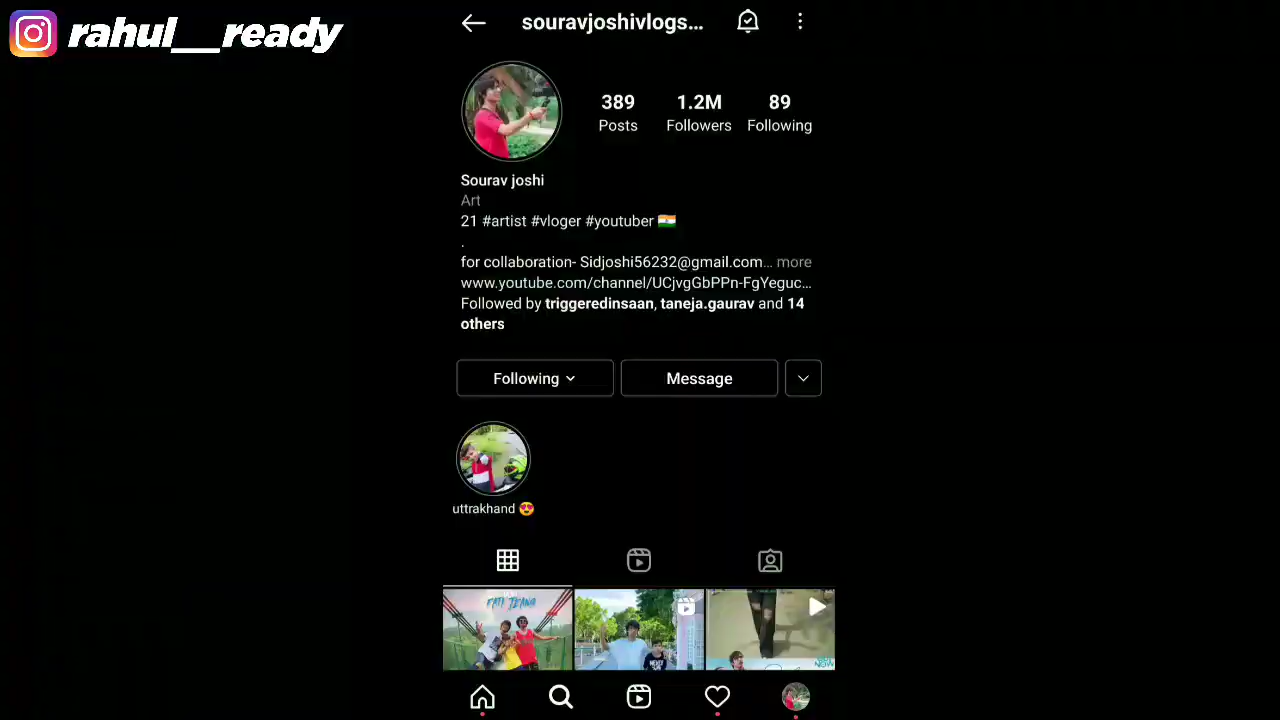 rahul__ready
souravjoshivlogs...
389
Posts
1.2M
Followers
89
Following
Sourav joshi
Art
21 #artist #vloger #youtuber 🇮🇳
.
for collaboration- Sidjoshi56232@gmail.com... more
www.youtube.com/channel/UCjvgGbPPn-FgYeguc...
Followed by triggeredinsaan, taneja.gaurav and 14
others
Following
Message
uttrakhand 😍